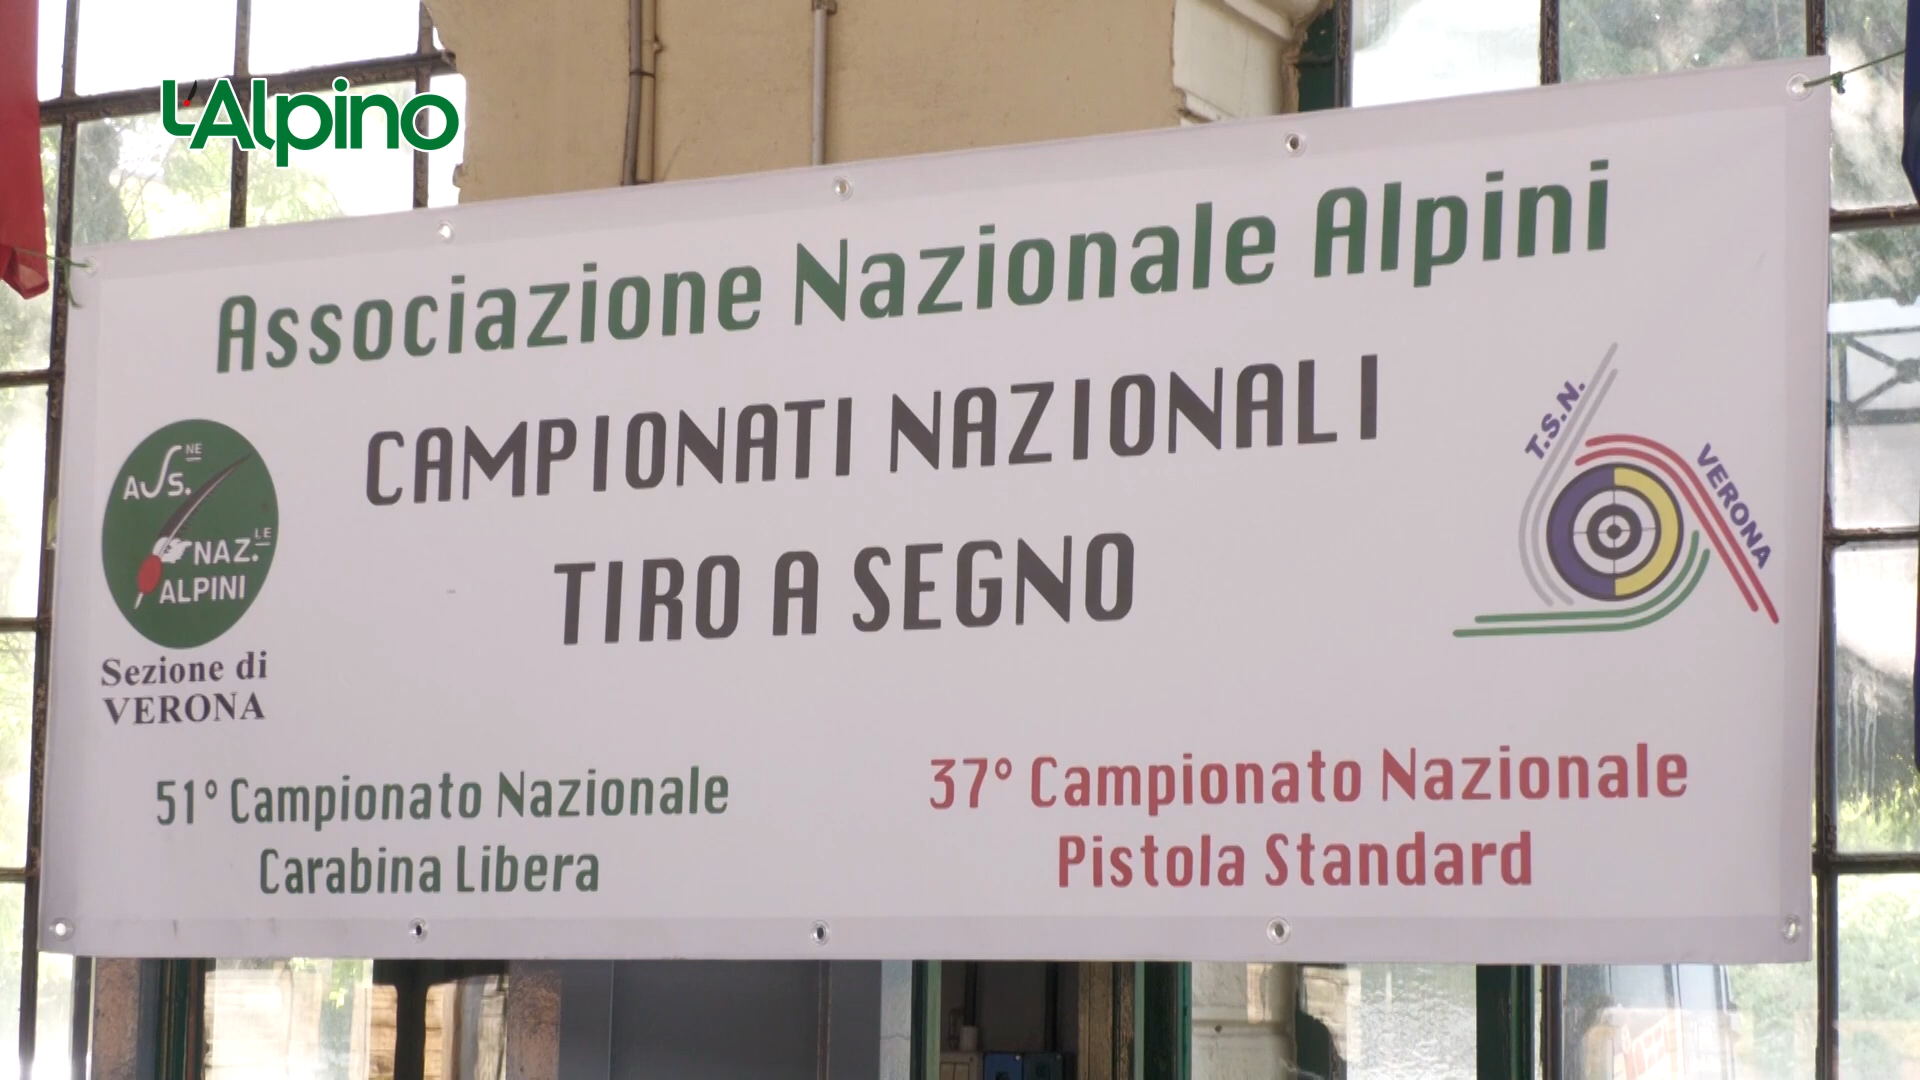 L'Alpino
Associazione Nazionale Alpini
CAMPIONATI NAZIONALI
TIRO A SEGNO
ASS.NE
NAZ.LE
ALPINI
Sezione di
VERONA
T.S.N.
VERONA
51° Campionato Nazionale
Carabina Libera
37° Campionato Nazionale
Pistola Standard